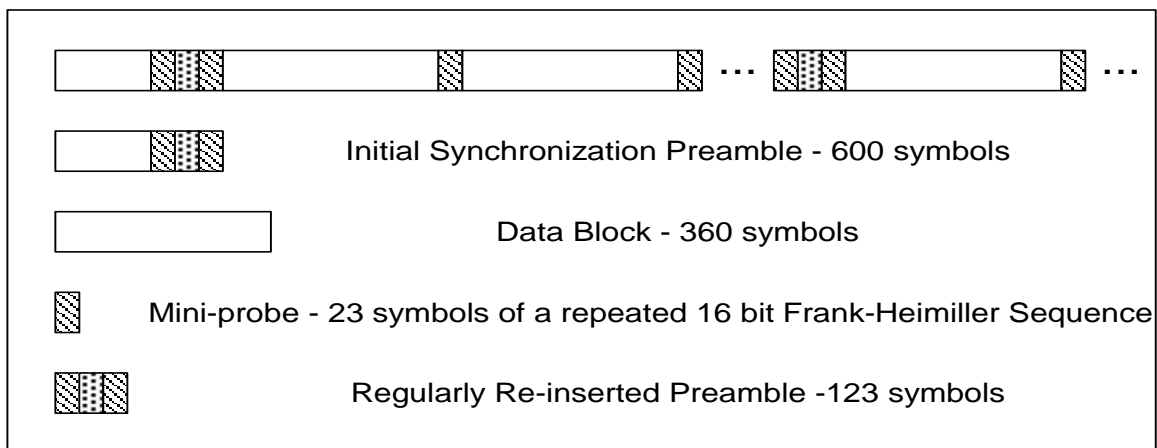 ... ...
Initial Synchronization Preamble - 600 symbols
Data Block - 360 symbols
Mini-probe - 23 symbols of a repeated 16 bit Frank-Heimiller Sequence
Regularly Re-inserted Preamble -123 symbols